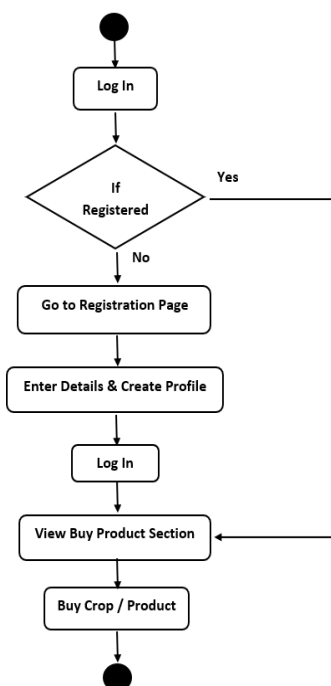 Log In
If
Registered
Yes
No
Go to Registration Page
Enter Details & Create Profile
Log In
View Buy Product Section
Buy Crop / Product